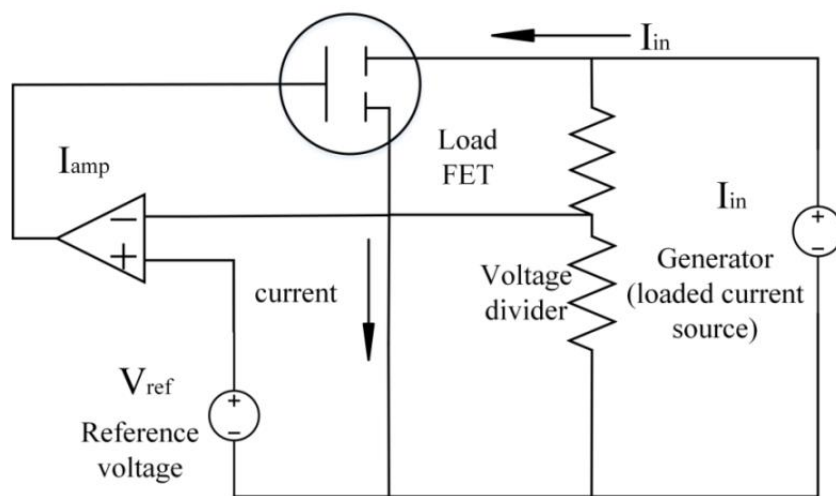 I_in
Load
FET
I_amp
−
+
I_in
+
−
Generator
(loaded current
source)
Voltage
divider
current
V_ref
+
−
Reference
voltage